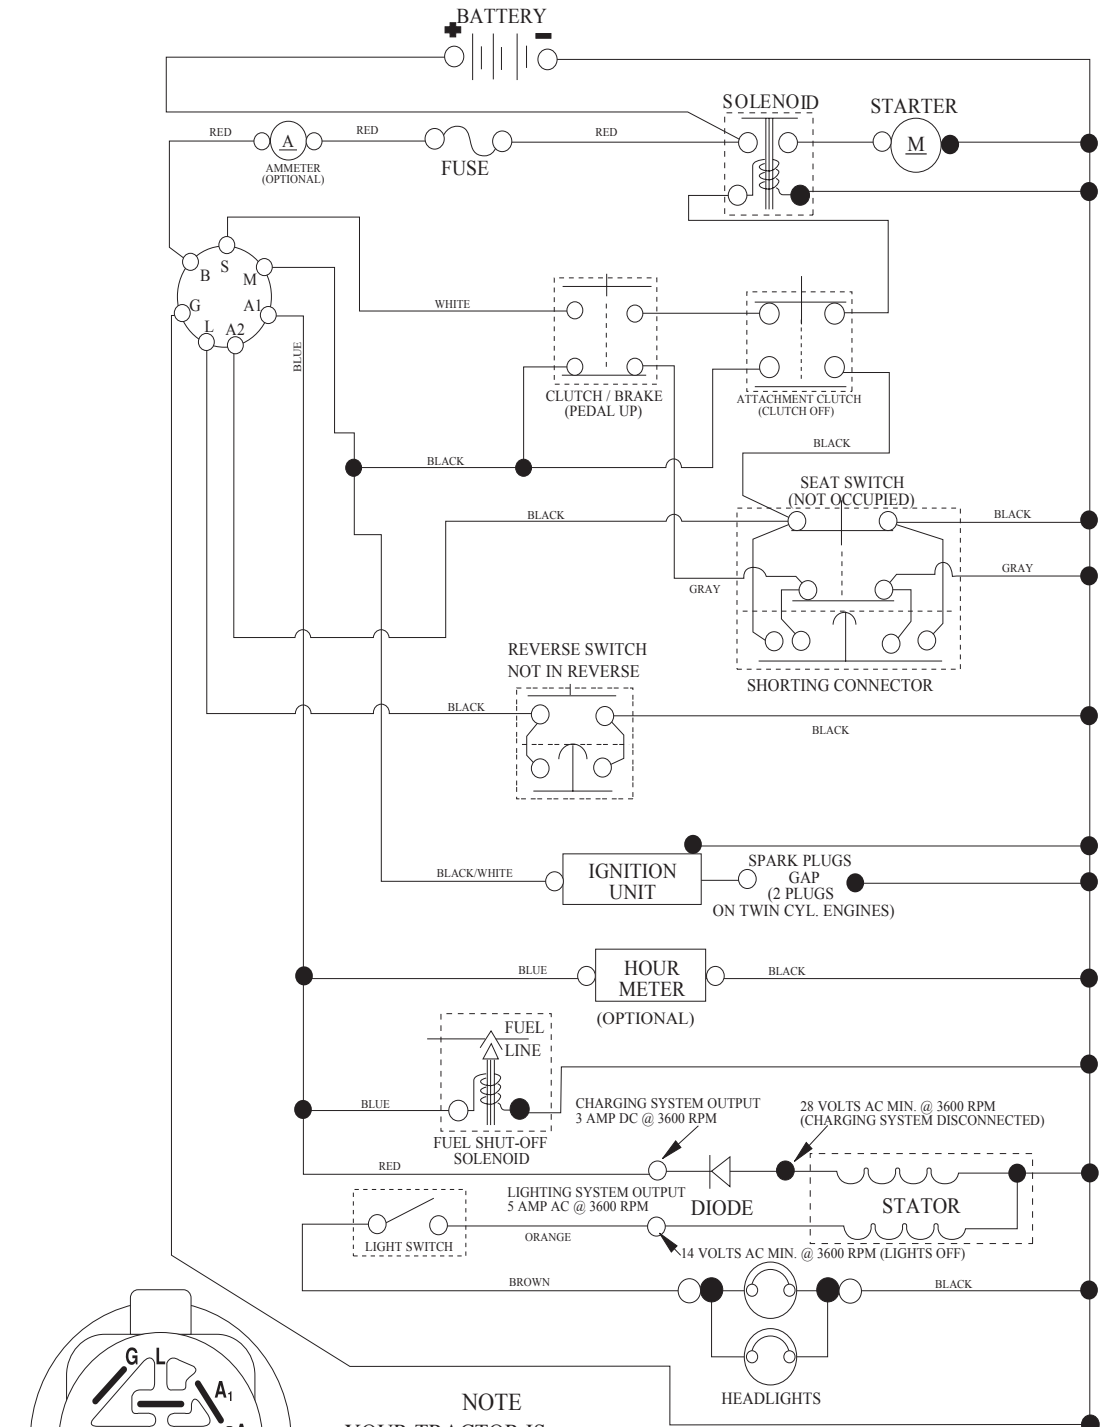 BATTERY
SOLENOID
STARTER
RED
A
RED
RED
M
AMMETER
(OPTIONAL)
FUSE
B
S
M
G
A1
L
A2
BLUE
WHITE
CLUTCH / BRAKE
(PEDAL UP)
ATTACHMENT CLUTCH
(CLUTCH OFF)
BLACK
BLACK
SEAT SWITCH
(NOT OCCUPIED)
BLACK
BLACK
GRAY
GRAY
SHORTING CONNECTOR
REVERSE SWITCH
NOT IN REVERSE
BLACK
BLACK
BLACK/WHITE
IGNITION
UNIT
SPARK PLUGS
GAP
(2 PLUGS
ON TWIN CYL. ENGINES)
BLUE
HOUR
METER
BLACK
(OPTIONAL)
FUEL
LINE
BLUE
FUEL SHUT-OFF
SOLENOID
CHARGING SYSTEM OUTPUT
3 AMP DC @ 3600 RPM
28 VOLTS AC MIN. @ 3600 RPM
(CHARGING SYSTEM DISCONNECTED)
RED
DIODE
STATOR
LIGHTING SYSTEM OUTPUT
5 AMP AC @ 3600 RPM
LIGHT SWITCH
ORANGE
14 VOLTS AC MIN. @ 3600 RPM (LIGHTS OFF)
BROWN
BLACK
HEADLIGHTS
G L
A1
NOTE
YOUR TRACTOR IS